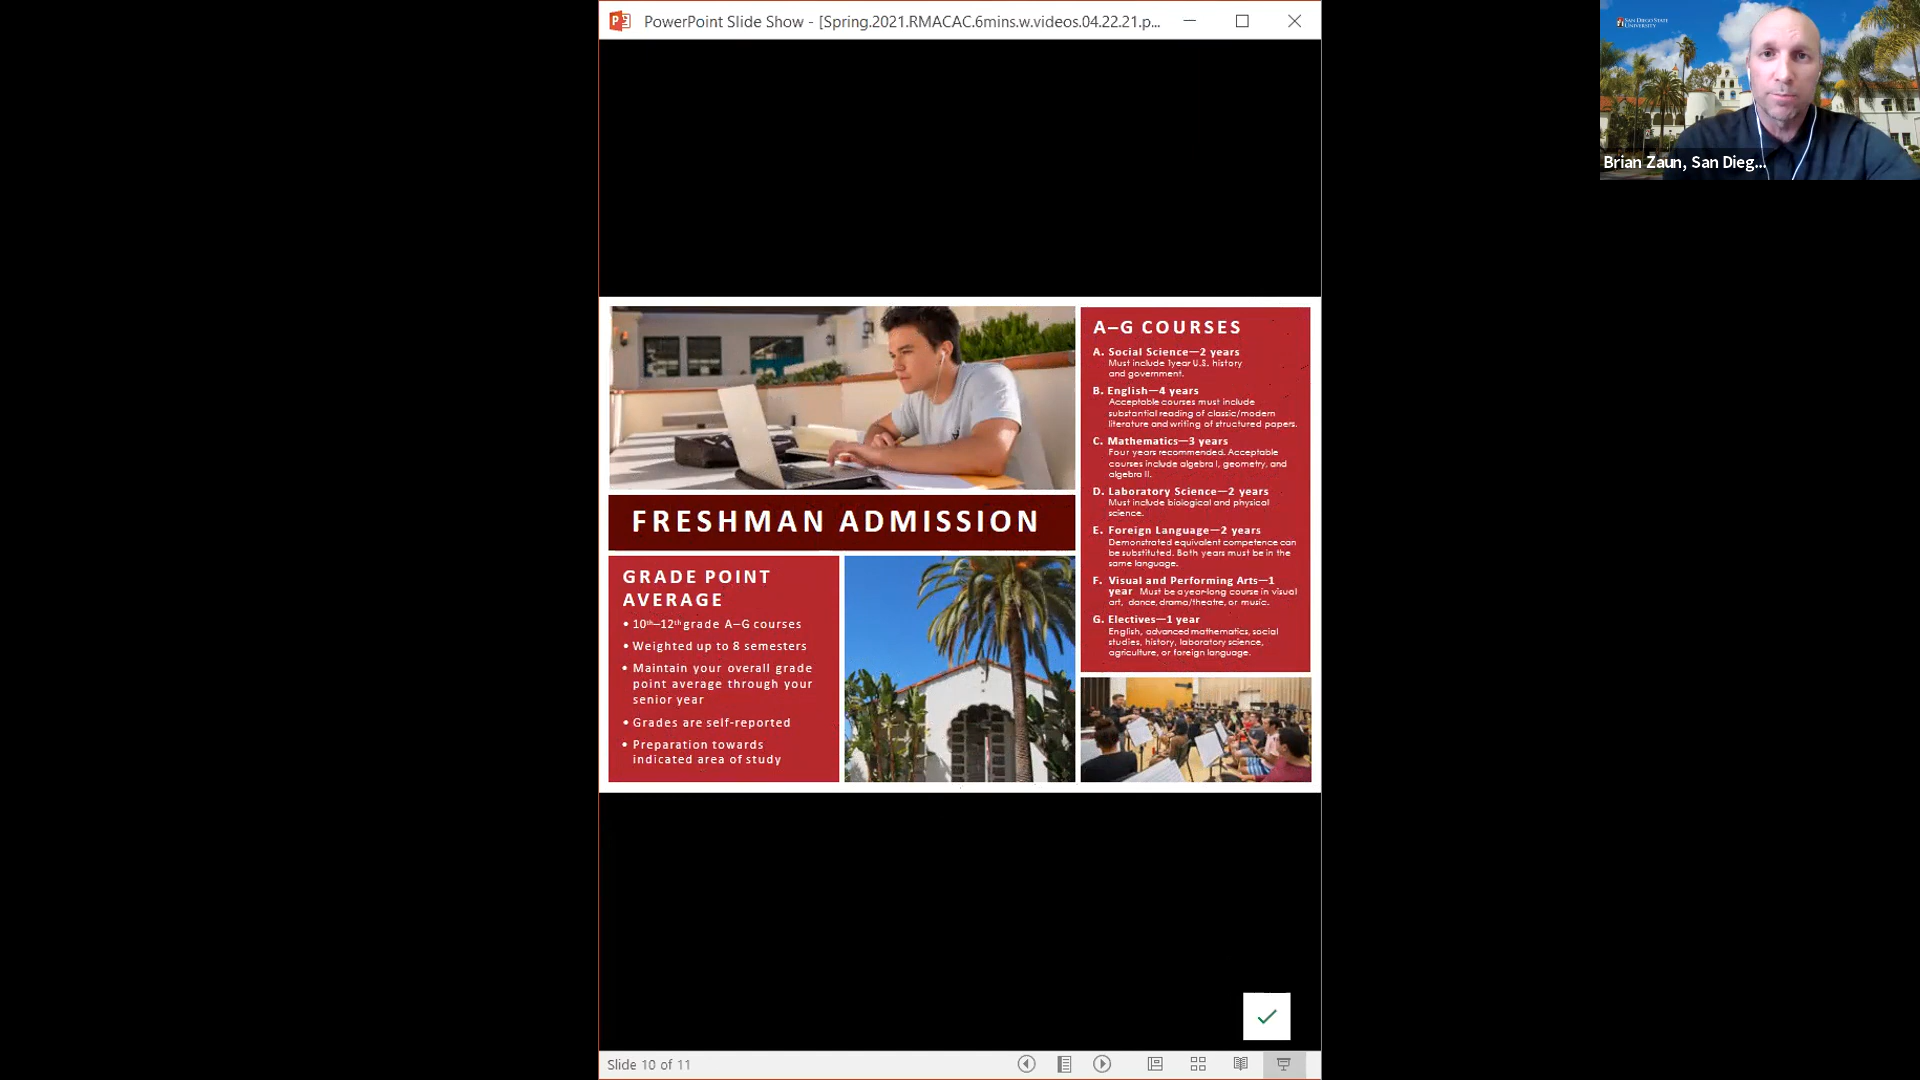 PowerPoint Slide Show - [Spring.2021.RMACAC.6mins.w.videos.04.22.21.p...
SAN DIEGO STATE
UNIVERSITY
Brian Zaun, San Dieg...
FRESHMAN ADMISSION
GRADE POINT
AVERAGE
• 10th–12th grade A–G courses
• Weighted up to 8 semesters
• Maintain your overall grade
point average through your
senior year
• Grades are self-reported
• Preparation towards
indicated area of study
A–G COURSES
A. Social Science—2 years
Must include 1year U.S. history
and government.
B. English—4 years
Acceptable courses must include
substantial reading of classic/modern
literature and writing of structured papers.
C. Mathematics—3 years
Four years recommended. Acceptable
courses include algebra I, geometry, and
algebra II.
D. Laboratory Science—2 years
Must include biological and physical
science.
E. Foreign Language—2 years
Demonstrated equivalent competence can
be substituted. Both years must be in the
same language.
F. Visual and Performing Arts—1
year Must be a year-long course in visual
art, dance, drama/theatre, or music.
G. Electives—1 year
English, advanced mathematics, social
studies, history, laboratory science,
agriculture, or foreign language.
Slide 10 of 11